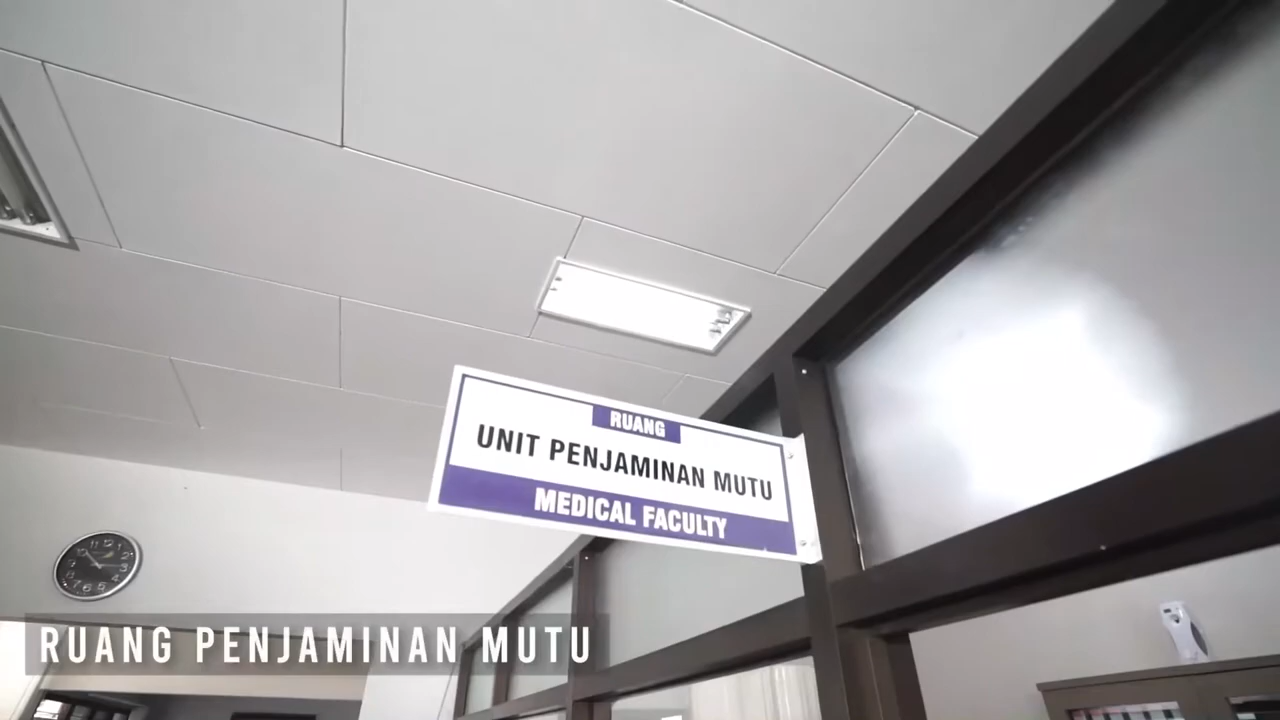 RUANG
UNIT PENJAMINAN MUTU
MEDICAL FACULTY
RUANG PENJAMINAN MUTU